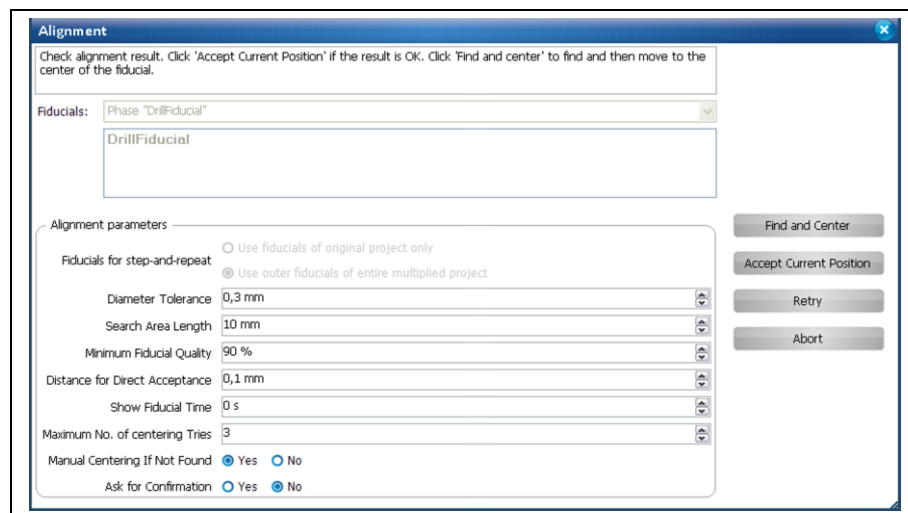 Alignment
Check alignment result. Click 'Accept Current Position' if the result is OK. Click 'Find and center' to find and then move to the
center of the fiducial.
Fiducials: Phase "DrillFiducial"
DrillFiducial
Alignment parameters
Fiducials for step-and-repeat
Use fiducials of original project only
Use outer fiducials of entire multiplied project
Diameter Tolerance 0,3 mm
Search Area Length 10 mm
Minimum Fiducial Quality 90 %
Distance for Direct Acceptance 0,1 mm
Show Fiducial Time 0 s
Maximum No. of centering Tries 3
Manual Centering If Not Found Yes No
Ask for Confirmation Yes No
Find and Center
Accept Current Position
Retry
Abort